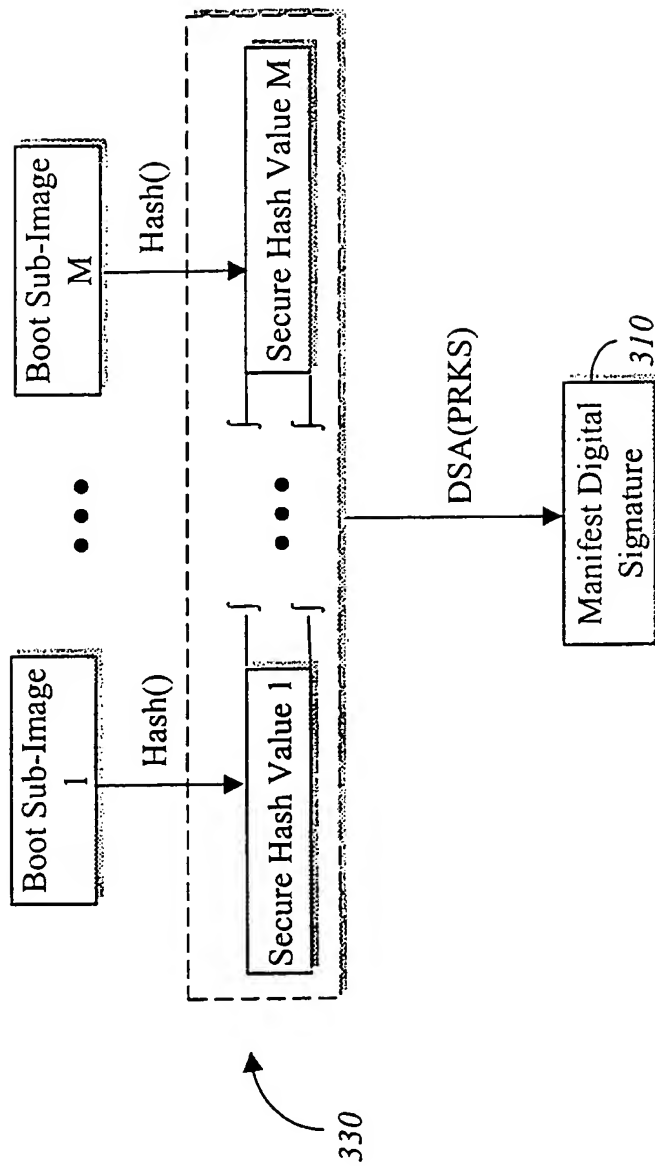 Boot Sub-Image
1
Boot Sub-Image
M
Hash()
Hash()
Secure Hash Value 1
Secure Hash Value M
330
DSA(PRKS)
Manifest Digital
Signature
310